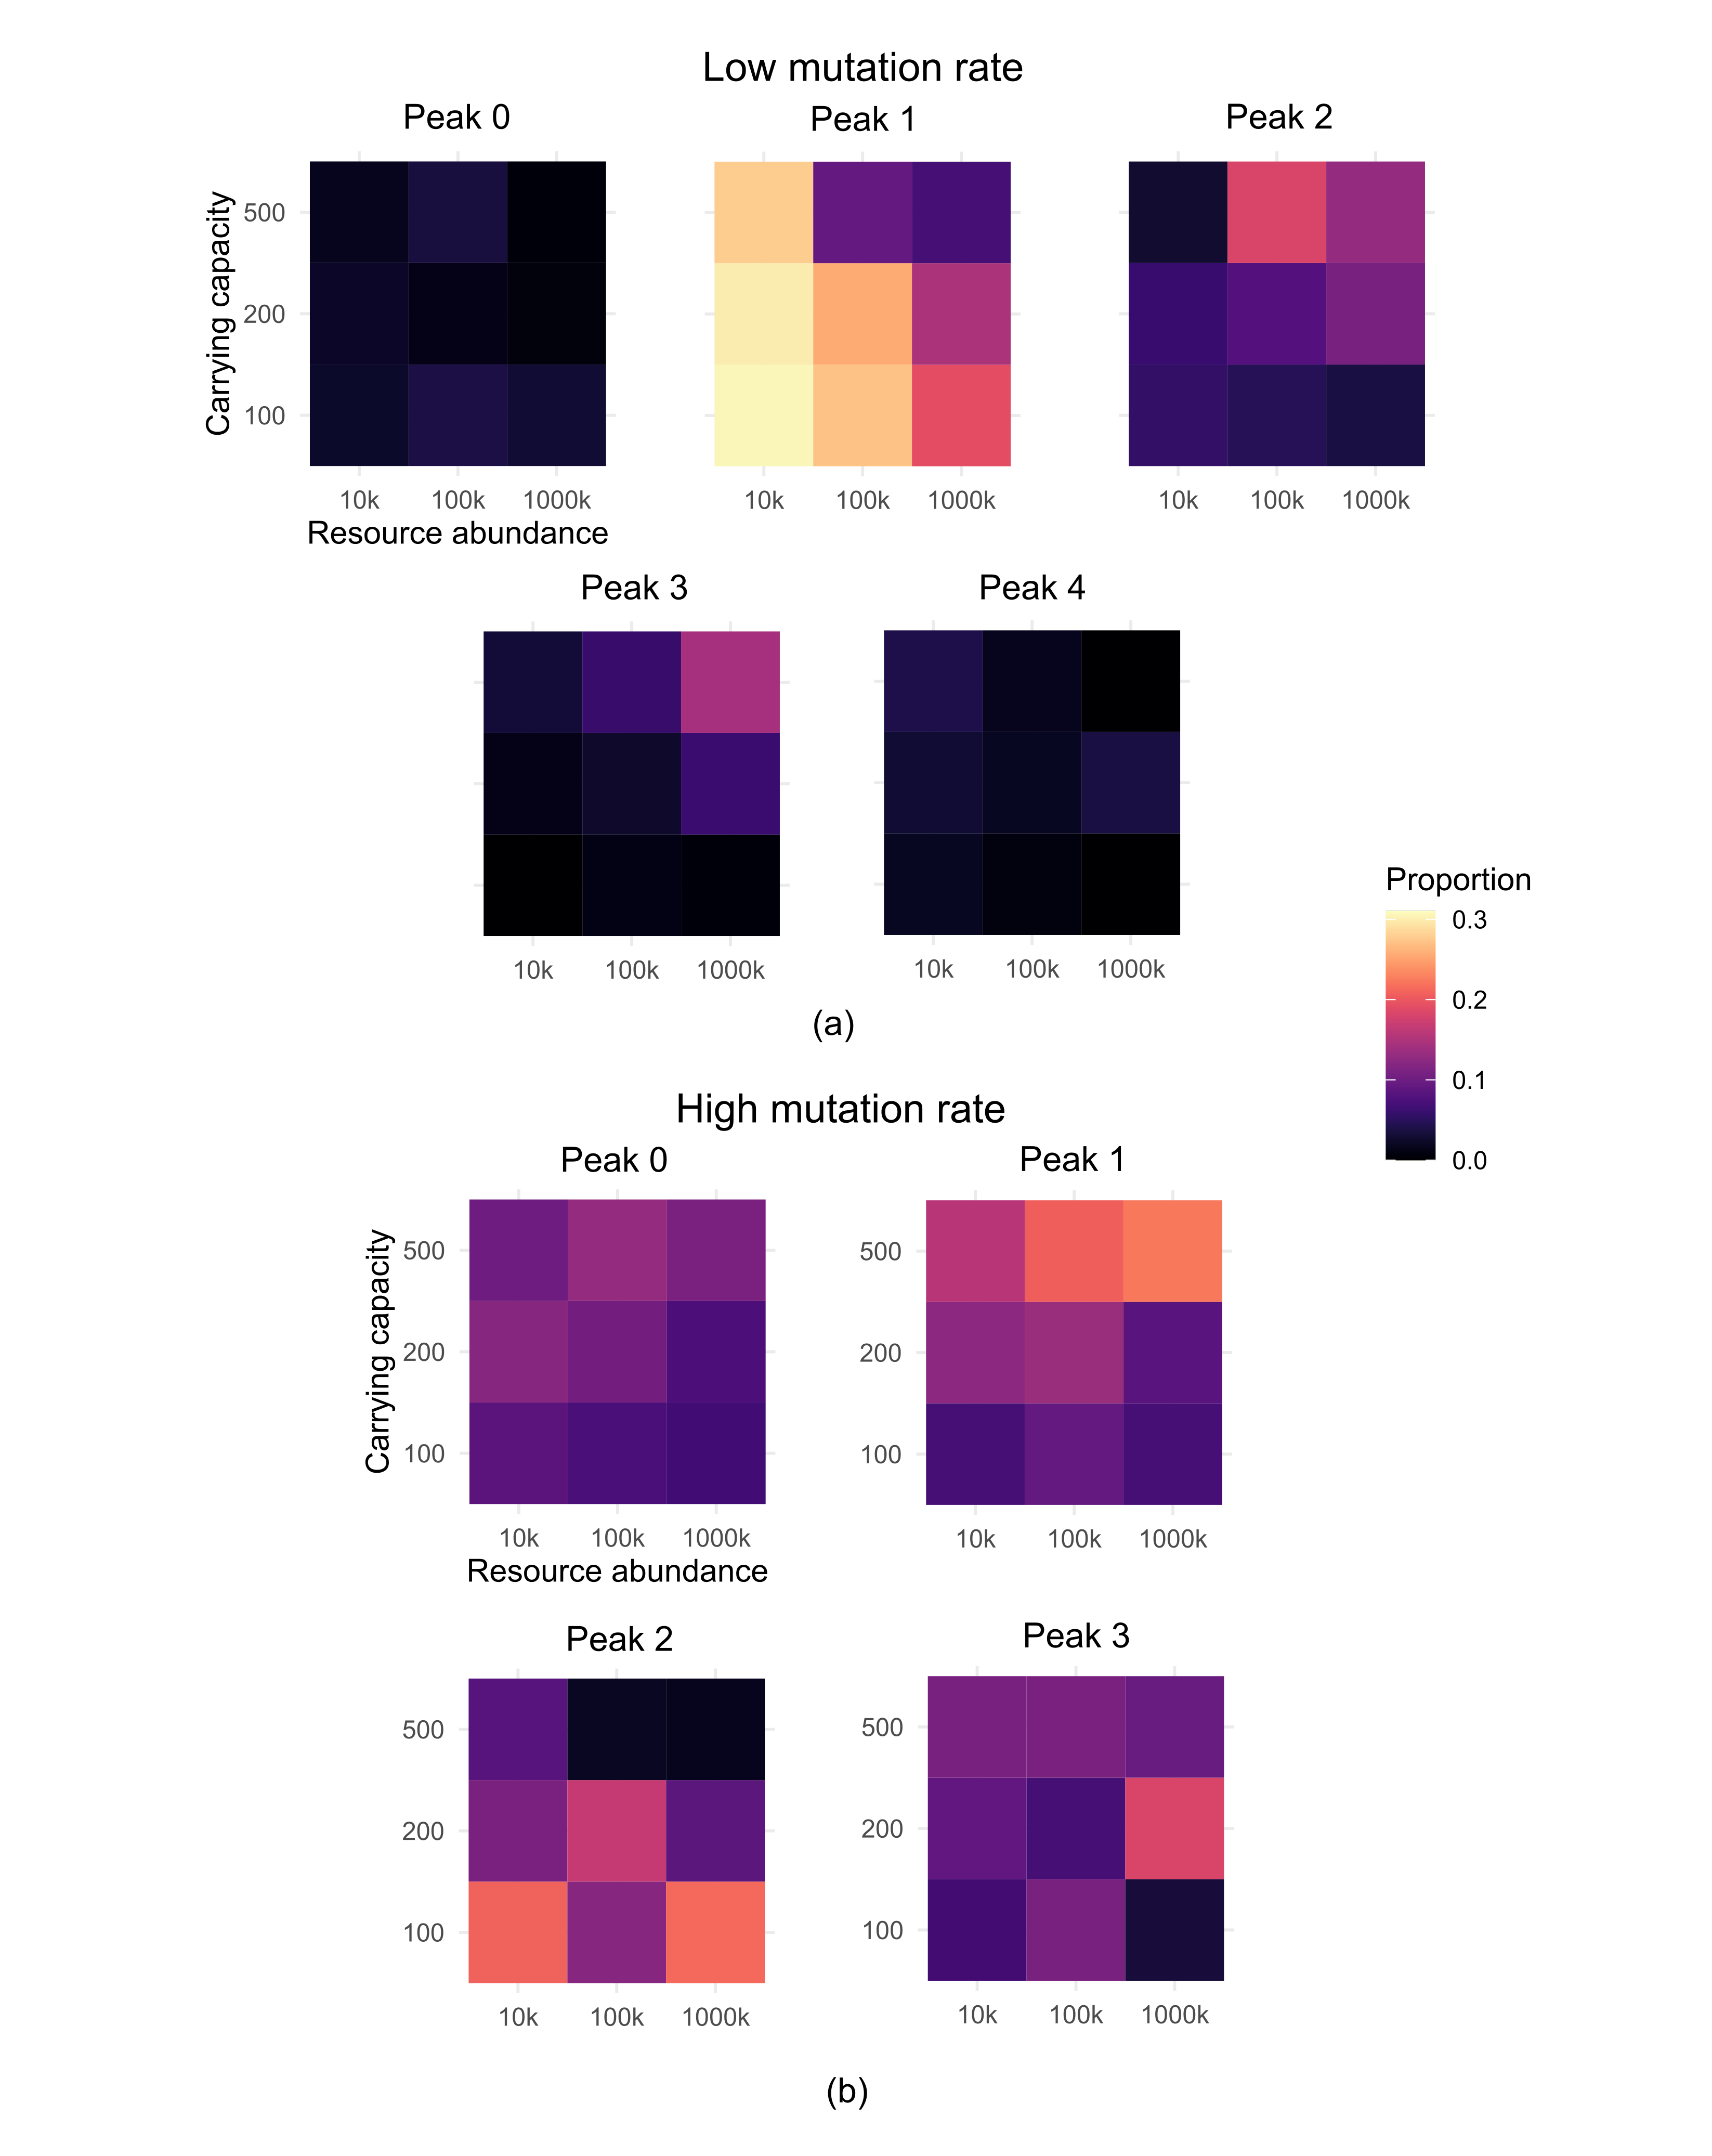 Low mutation rate
Peak 0
Peak 1
Peak 2
Carrying capacity
500
200
100
10k 100k 1000k
10k 100k 1000k
10k 100k 1000k
Resource abundance
Peak 3
Peak 4
10k 100k 1000k
10k 100k 1000k
Proportion
0.3
0.2
0.1
0.0
(a)
High mutation rate
Peak 0
Peak 1
Carrying capacity
500
200
100
500
200
100
10k 100k 1000k
10k 100k 1000k
Resource abundance
Peak 2
Peak 3
500
200
100
500
200
100
10k 100k 1000k
10k 100k 1000k
(b)